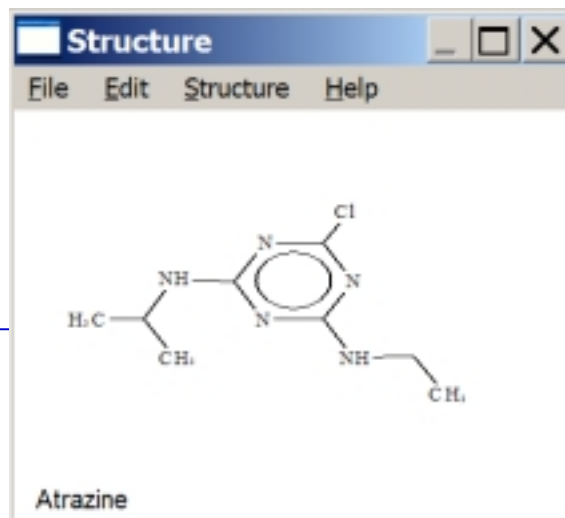 Structure
File Edit Structure Help
Cl
N
NH
N
N
H₃C
CH₃
NH
CH₃
Atrazine